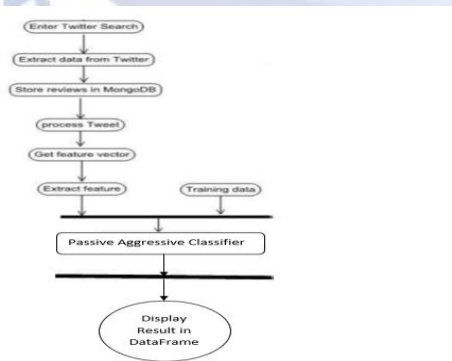 Enter Twitter Search
Extract data from Twitter
Store reviews in MongoDB
process Tweet
Get feature vector
Extract feature
Training data
Passive Aggressive Classifier
Display
Result in
DataFrame